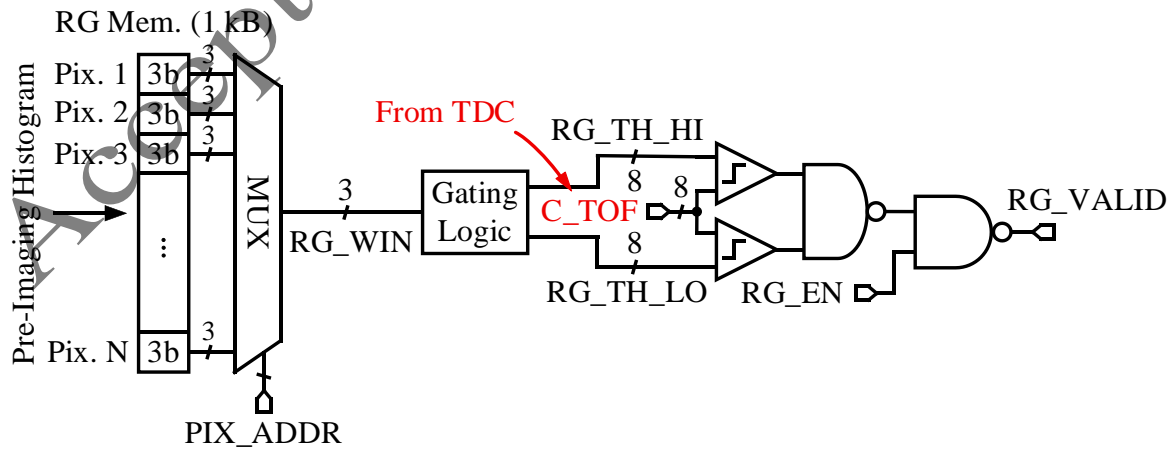 RG Mem. (1 kB)
Pre-Imaging Histogram
Pix. 1 3b 3
Pix. 2 3b 3
Pix. 3 3b 3
...
Pix. N 3b 3
MUX
PIX_ADDR
3
RG_WIN
Gating
Logic
From TDC
RG_TH_HI
8
C_TOF 8
8
RG_TH_LO
RG_EN
RG_VALID
Accept